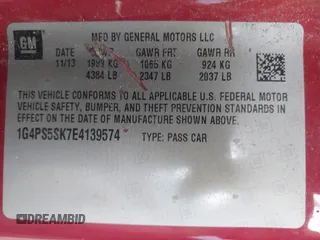 GM
MFD BY GENERAL MOTORS LLC
DATE GVWR GAWR FRT GAWR RR
11/13 1989 KG 1065 KG 924 KG
4384 LB 2347 LB 2037 LB
THIS VEHICLE CONFORMS TO ALL APPLICABLE U.S. FEDERAL MOTOR
VEHICLE SAFETY, BUMPER, AND THEFT PREVENTION STANDARDS
IN EFFECT ON THE DATE OF MANUFACTURE SHOWN ABOVE.
1G4PS5SK7E4139574 TYPE: PASS CAR
DREAMBID